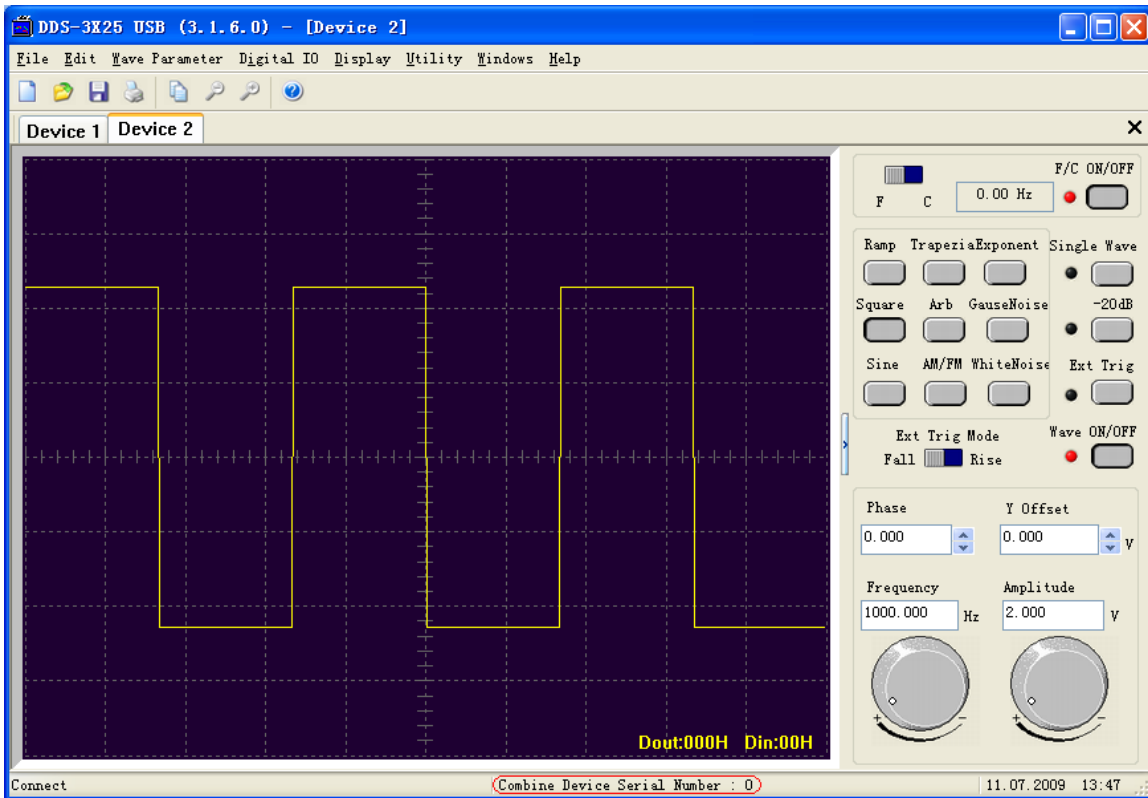 DDS-3X25 USB (3.1.6.0) - [Device 2]
File Edit Wave Parameter Digital IO Display Utility Windows Help
Device 1 Device 2
F/C ON/OFF
F C 0.00 Hz
Ramp Trapezia Exponent Single Wave
Square Arb GauseNoise -20dB
Sine AM/FM WhiteNoise Ext Trig
Ext Trig Mode Wave ON/OFF
Fall Rise
Phase Y Offset
0.000 0.000 V
Frequency Amplitude
1000.000 Hz 2.000 V
+ - + -
Dout:000H Din:00H
Connect Combine Device Serial Number : 0 11.07.2009 13:47